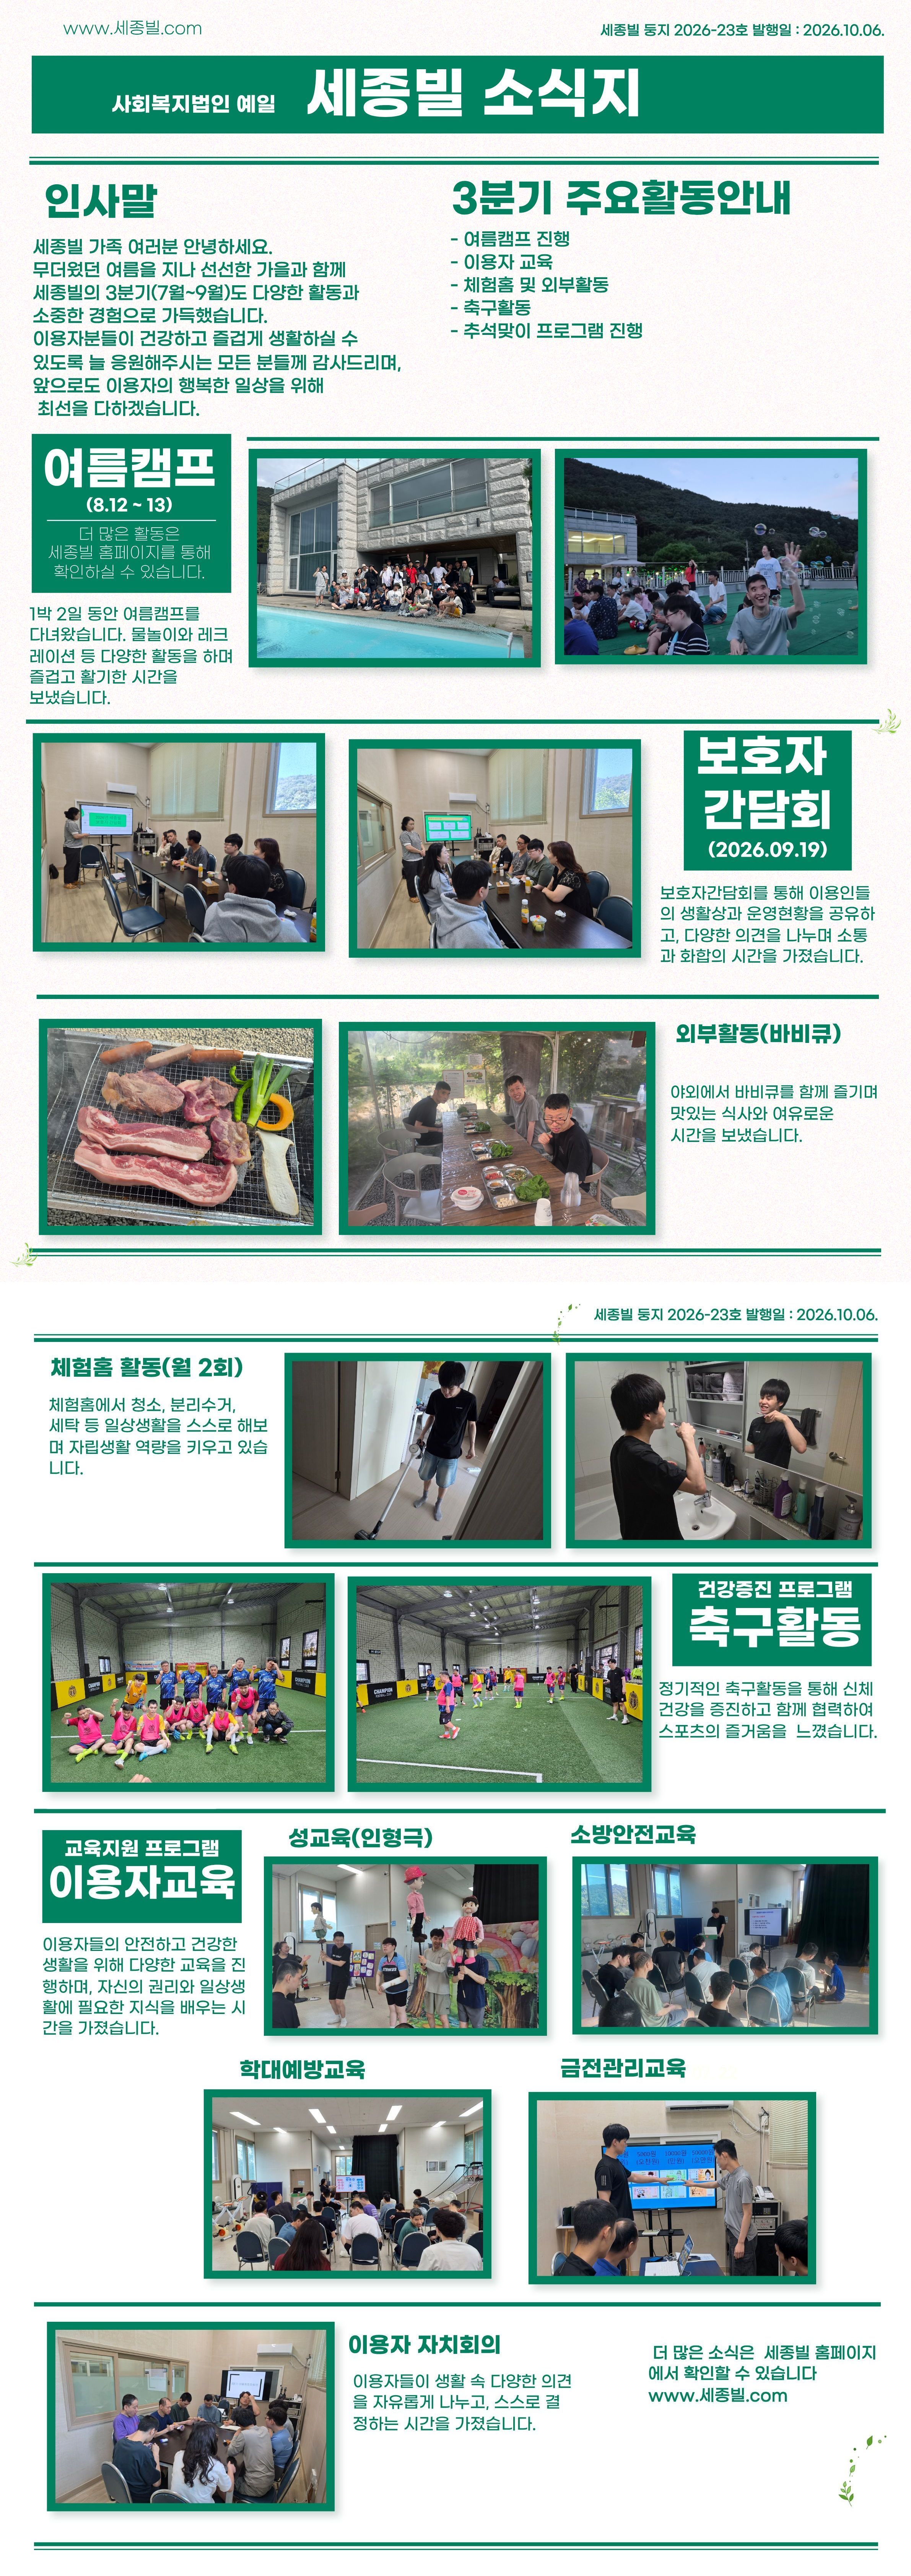 www.세종빌.com
세종빌 둥지 2026-23호 발행일 : 2026.10.06.
사회복지법인 예일 세종빌 소식지
인사말
세종빌 가족 여러분 안녕하세요.
무더웠던 여름을 지나 선선한 가을과 함께
세종빌의 3분기(7월~9월)도 다양한 활동과
소중한 경험으로 가득했습니다.
이용자분들이 건강하고 즐겁게 생활하실 수
있도록 늘 응원해주시는 모든 분들께 감사드리며,
앞으로도 이용자의 행복한 일상을 위해
최선을 다하겠습니다.
3분기 주요활동안내
- 여름캠프 진행
- 이용자 교육
- 체험홈 및 외부활동
- 축구활동
- 추석맞이 프로그램 진행
여름캠프
(8.12 ~ 13)
더 많은 활동은
세종빌 홈페이지를 통해
확인하실 수 있습니다.
1박 2일 동안 여름캠프를
다녀왔습니다. 물놀이와 레크
레이션 등 다양한 활동을 하며
즐겁고 활기찬 시간을
보냈습니다.
보호자
간담회
(2026.09.19)
보호자간담회를 통해 이용인들
의 생활상과 운영현황을 공유하
고, 다양한 의견을 나누며 소통
과 화합의 시간을 가졌습니다.
외부활동(바비큐)
야외에서 바비큐를 함께 즐기며
맛있는 식사와 여유로운
시간을 보냈습니다.
세종빌 둥지 2026-23호 발행일 : 2026.10.06.
체험홈 활동(월 2회)
체험홈에서 청소, 분리수거,
세탁 등 일상생활을 스스로 해보
며 자립생활 역량을 키우고 있습
니다.
건강증진 프로그램
축구활동
정기적인 축구활동을 통해 신체
건강을 증진하고 함께 협력하여
스포츠의 즐거움을 느꼈습니다.
CHAMPION
CHAMPION
교육지원 프로그램
이용자교육
이용자들의 안전하고 건강한
생활을 위해 다양한 교육을 진
행하며, 자신의 권리와 일상생
활에 필요한 지식을 배우는 시
간을 가졌습니다.
성교육(인형극)
소방안전교육
학대예방교육
금전관리교육
이용자 자치회의
이용자들이 생활 속 다양한 의견
을 자유롭게 나누고, 스스로 결
정하는 시간을 가졌습니다.
더 많은 소식은 세종빌 홈페이지
에서 확인할 수 있습니다
www.세종빌.com